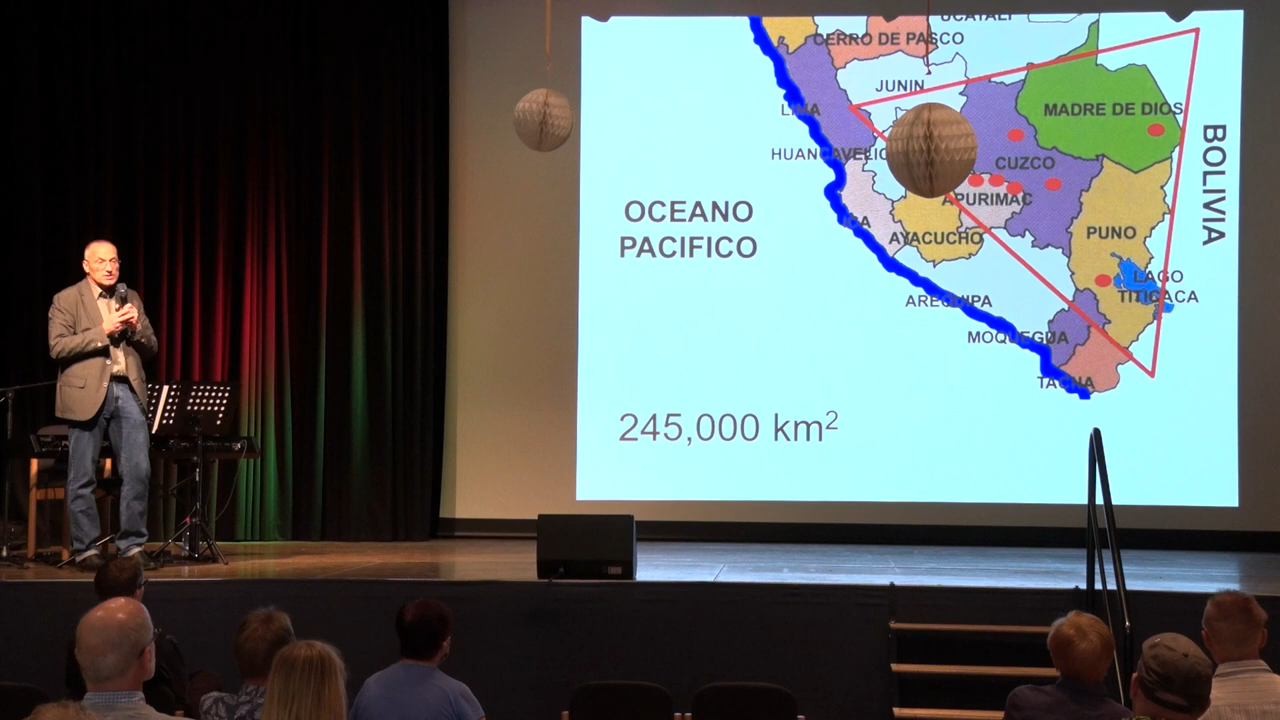 UCAYALI
CERRO DE PASCO
JUNIN
LIMA
MADRE DE DIOS
HUANCAVELIC
CUZCO
BOLIVIA
APURIMAC
OCEANO
PACIFICO
ICA
AYACUCHO
PUNO
LAGO
TITICACA
AREQUIPA
MOQUEGUA
TACNA
245,000 km²